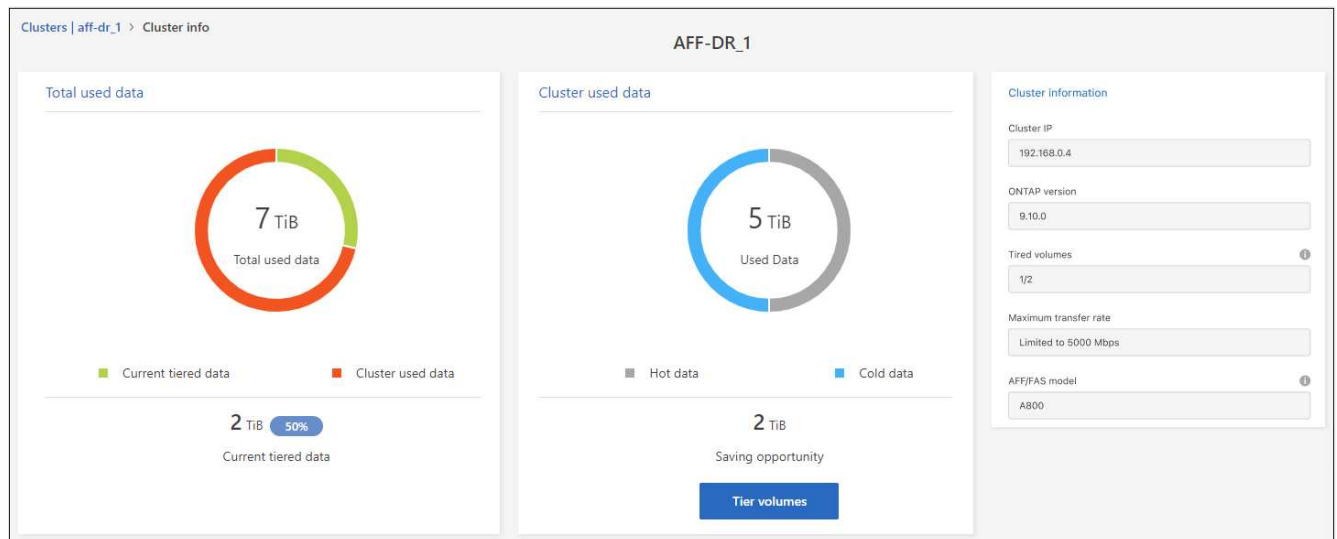 Clusters | aff-dr_1 > Cluster info
AFF-DR_1
Total used data
7 TiB
Total used data
Current tiered data
Cluster used data
2 TiB 50%
Current tiered data
Cluster used data
5 TiB
Used Data
Hot data
Cold data
2 TiB
Saving opportunity
Tier volumes
Cluster information
Cluster IP
192.168.0.4
ONTAP version
9.10.0
Tired volumes
1/2
Maximum transfer rate
Limited to 5000 Mbps
AFF/FAS model
A800